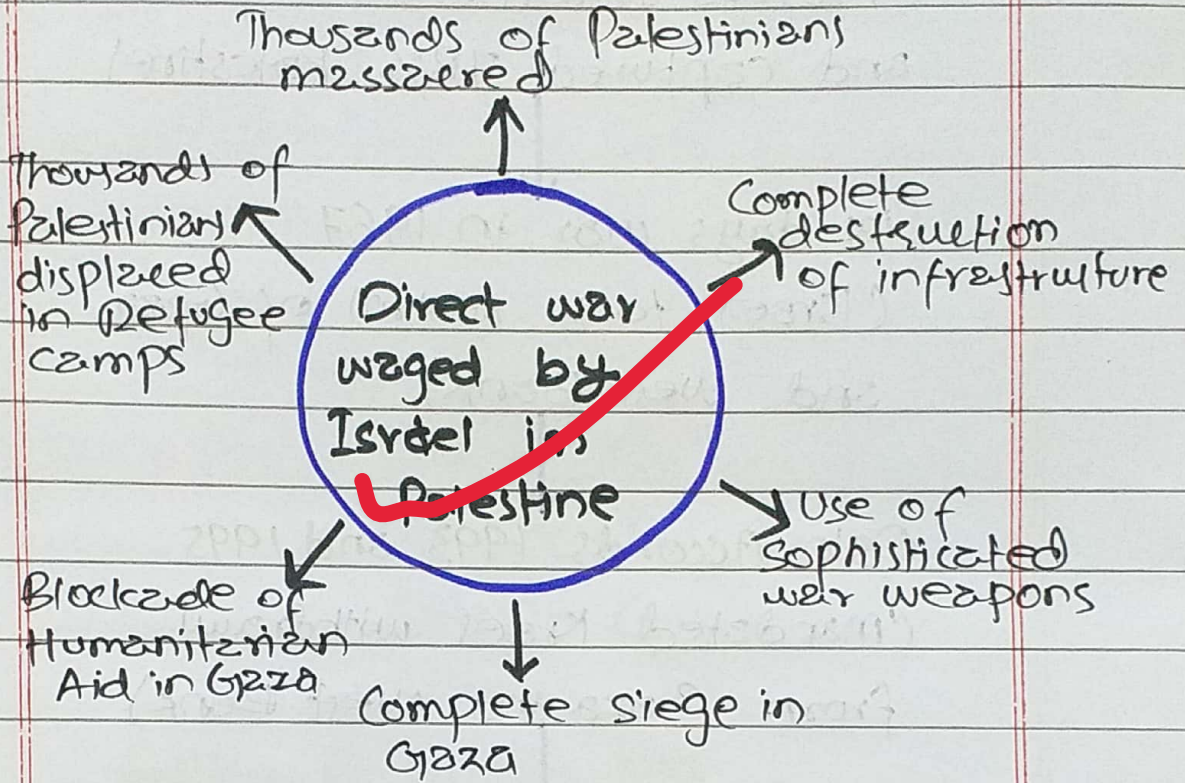 Thousands of Palestinians
massacred
Thousands of
Palestinians
displaced
in Refugee
camps
Complete
destruction
of infrastructure
Direct war
waged by
Israel in
Palestine
Use of
sophisticated
war weapons
Blockade of
Humanitarian
Aid in Gaza
Complete siege in
Gaza